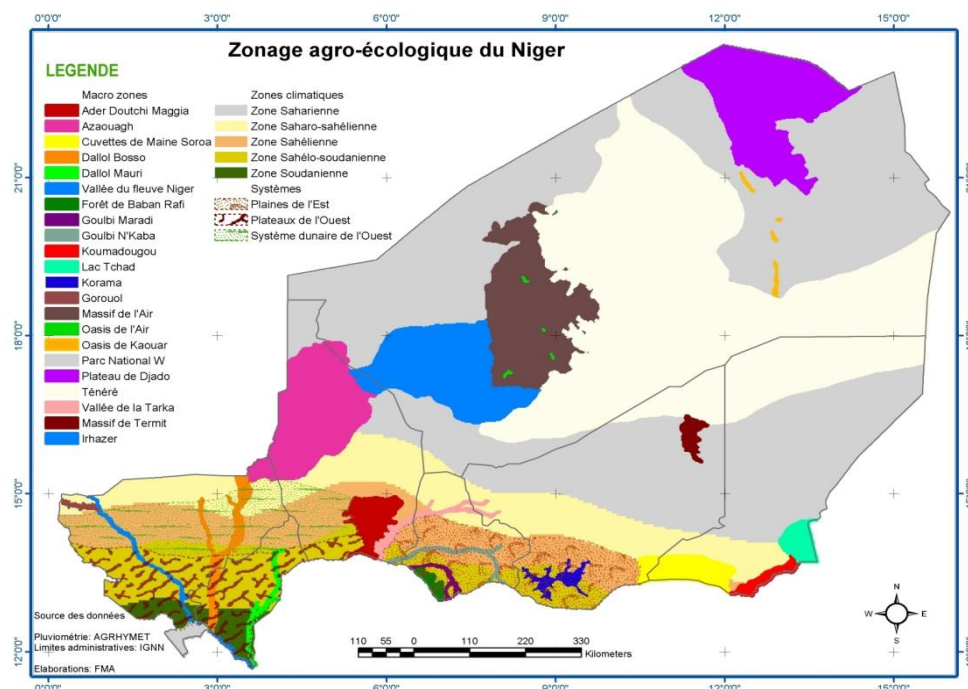 0°0'0"
3°0'0"
6°0'0"
9°0'0"
12°0'0"
15°0'0"
Zonage agro-écologique du Niger
LEGENDE
Macro zones
Ader Doutchi Maggia
Azaouagh
Cuvettes de Maine Soroa
Dallol Bosso
Dallol Mauri
Vallée du fleuve Niger
Forêt de Baban Rafi
Goulbi Maradi
Goulbi N'Kaba
Koumadougou
Lac Tchad
Korama
Gorouol
Massif de l'Air
Oasis de l'Air
Oasis de Kaouar
Parc National W
Plateau de Djado
Ténéré
Vallée de la Tarka
Massif de Termit
Irhazer
Zones climatiques
Zone Saharienne
Zone Saharo-sahélienne
Zone Sahélienne
Zone Sahélo-soudanienne
Zone Soudanienne
Systèmes
Plaines de l'Est
Plateaux de l'Ouest
Système dunaire de l'Ouest
21°0'0"
18°0'0"
15°0'0"
12°0'0"
Source des données
Pluviométrie: AGRHYMET
Limites administratives: IGNN
Elaborations: FMA
110 55 0 110 220 330
Kilometers
N
W E
S
0°0'0"
3°0'0"
6°0'0"
9°0'0"
12°0'0"
15°0'0"